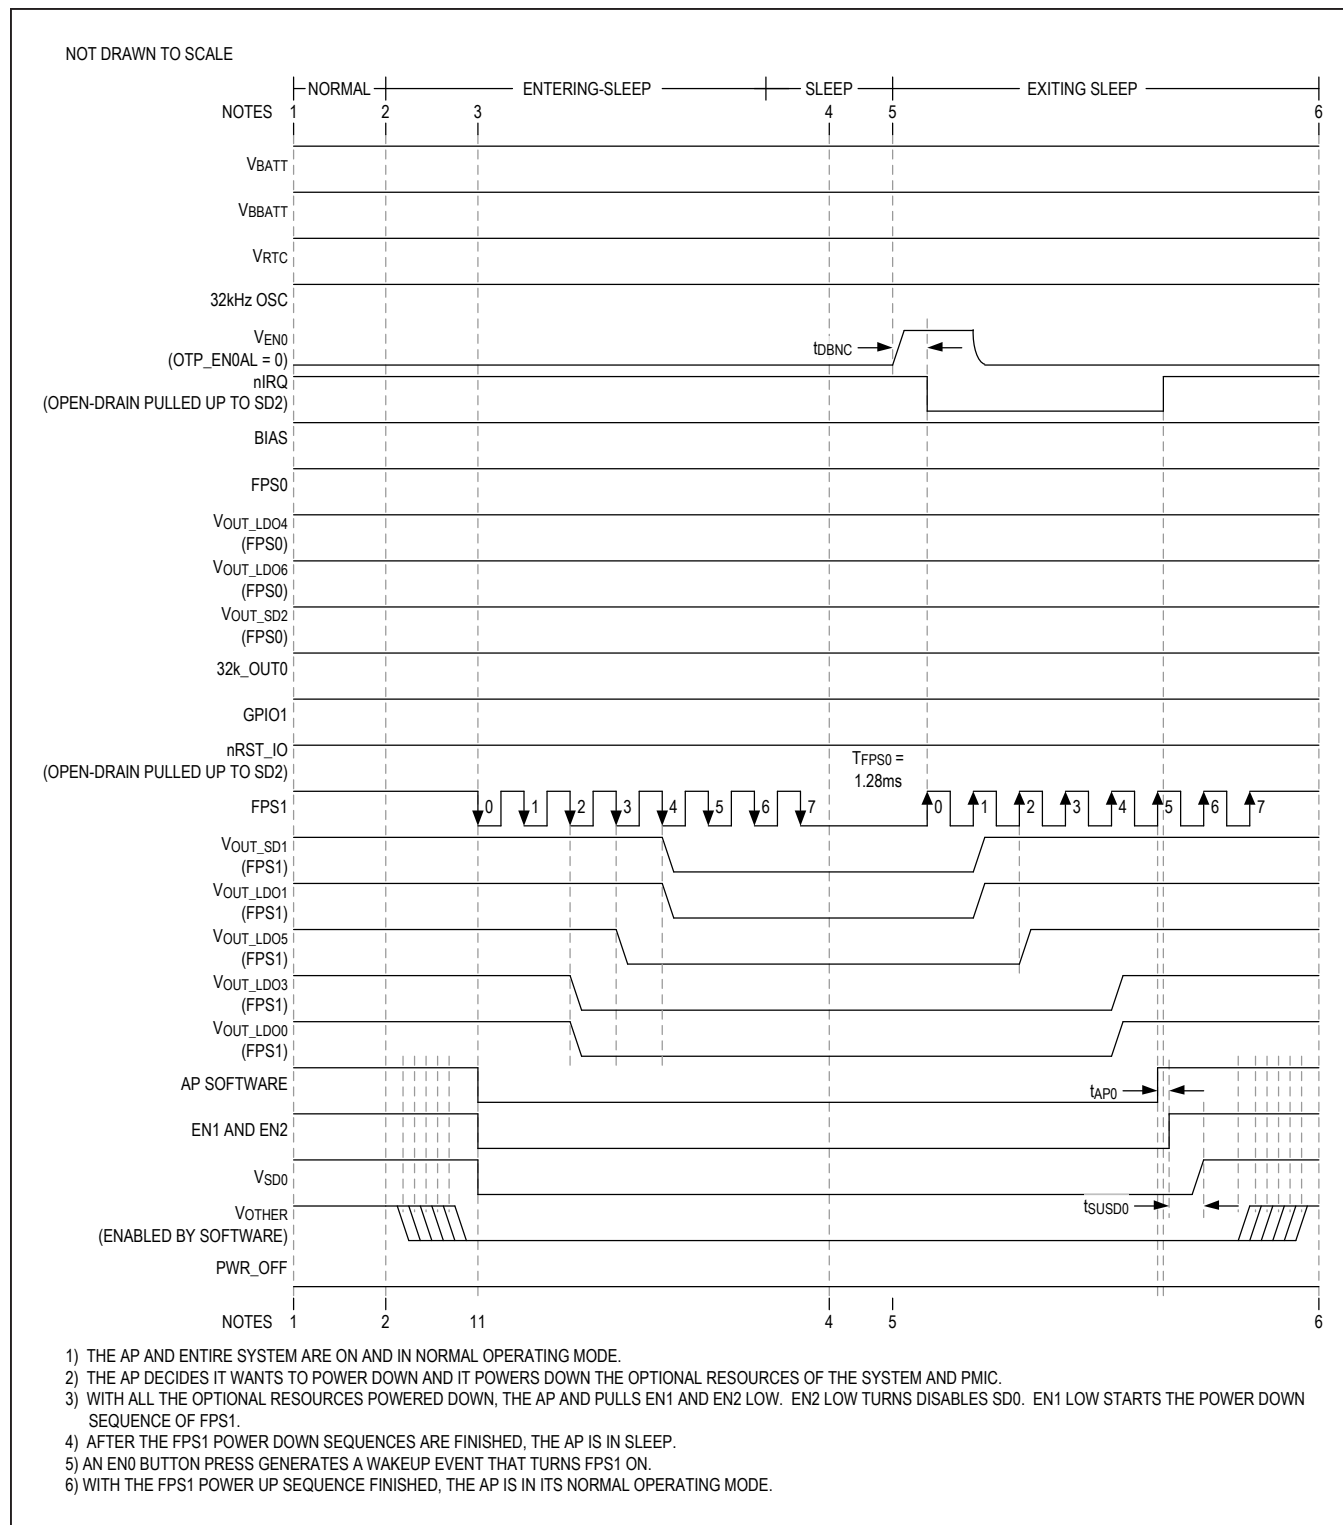 NOT DRAWN TO SCALE
NORMAL ENTERING-SLEEP SLEEP EXITING SLEEP
NOTES 1 2 3 4 5 6
VBATT
VBBATT
VRTC
32kHz OSC
VEN0
(OTP_EN0AL = 0)
tDBNC
nIRQ
(OPEN-DRAIN PULLED UP TO SD2)
BIAS
FPS0
VOUT_LDO4
(FPS0)
VOUT_LDO6
(FPS0)
VOUT_SD2
(FPS0)
32k_OUT0
GPIO1
nRST_IO
(OPEN-DRAIN PULLED UP TO SD2)
TFPS0 =
1.28ms
FPS1 0 1 2 3 4 5 6 7 0 1 2 3 4 5 6 7
VOUT_SD1
(FPS1)
VOUT_LDO1
(FPS1)
VOUT_LDO5
(FPS1)
VOUT_LDO3
(FPS1)
VOUT_LDO0
(FPS1)
AP SOFTWARE
tAP0
EN1 AND EN2
VSD0
tSUSD0
VOTHER
(ENABLED BY SOFTWARE)
PWR_OFF
NOTES 1 2 11 4 5 6
1) THE AP AND ENTIRE SYSTEM ARE ON AND IN NORMAL OPERATING MODE.
2) THE AP DECIDES IT WANTS TO POWER DOWN AND IT POWERS DOWN THE OPTIONAL RESOURCES OF THE SYSTEM AND PMIC.
3) WITH ALL THE OPTIONAL RESOURCES POWERED DOWN, THE AP AND PULLS EN1 AND EN2 LOW. EN2 LOW TURNS DISABLES SD0. EN1 LOW STARTS THE POWER DOWN
SEQUENCE OF FPS1.
4) AFTER THE FPS1 POWER DOWN SEQUENCES ARE FINISHED, THE AP IS IN SLEEP.
5) AN EN0 BUTTON PRESS GENERATES A WAKEUP EVENT THAT TURNS FPS1 ON.
6) WITH THE FPS1 POWER UP SEQUENCE FINISHED, THE AP IS IN ITS NORMAL OPERATING MODE.